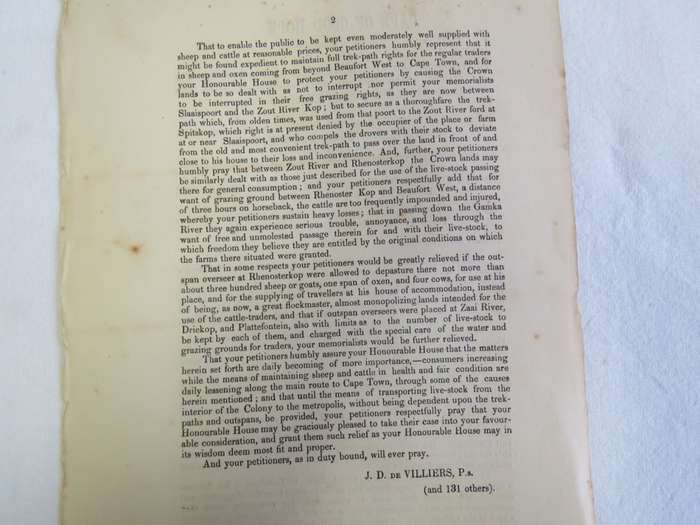 2
That to enable the public to be kept even moderately well supplied with
sheep and cattle at reasonable prices, your petitioners humbly represent that it
might be found expedient to maintain full trek-path rights for the regular traders
in sheep and oxen coming from beyond Beaufort West to Cape Town, and for
your Honourable House to protect your petitioners by causing the Crown
lands to be so dealt with as not to interrupt nor permit your memorialists
to be interrupted in their free grazing rights, as they are now between
Slaaispoort and the Zout River Kop; but to secure as a thoroughfare the trek-
path which, from olden times, was used from that poort to the Zout River ford at
Spitskop, which right is at present denied by the occupier of the place or farm
at or near Slaaispoort, and who compels the drovers with their stock to deviate
from the old and most convenient trek-path to pass over the land in front of and
close to his house to their loss and inconvenience. And, further, your petitioners
humbly pray that between Zout River and Rhenosterkop the Crown lands may
be similarly dealt with as those just described for the use of the live-stock passing
there for general consumption; and your petitioners respectfully add that for
want of grazing ground between Rhenoster Kop and Beaufort West, a distance
of three hours on horseback, the cattle are too frequently impounded and injured,
whereby your petitioners sustain heavy losses; that in passing down the Gamka
River they again experience serious trouble, annoyance, and loss through the
want of free and unmolested passage therein for and with their live-stock, to
which freedom they believe they are entitled by the original conditions on which
the farms there situated were granted.
That in some respects your petitioners would be greatly relieved if the out-
span overseer at Rhenosterkop were allowed to depasture there not more than
about three hundred sheep or goats, one span of oxen, and four cows, for use at his
place, and for the supplying of travellers at his house of accommodation, instead
of being, as now, a great flockmaster, almost monopolizing lands intended for the
use of the cattle-traders, and that if outspan overseers were placed at Zaai River,
Driekop, and Plattefontein, also with limits as to the number of live-stock to
be kept by each of them, and charged with the special care of the water and
grazing grounds for traders, your memorialists would be further relieved.
That your petitioners humbly assure your Honourable House that the matters
herein set forth are daily becoming of more importance,—consumers increasing
while the means of maintaining sheep and cattle in health and fair condition are
daily lessening along the main route to Cape Town, through some of the causes
herein mentioned; and that until the means of transporting live-stock from the
interior of the Colony to the metropolis, without being dependent upon the trek-
paths and outspans, be provided, your petitioners respectfully pray that your
Honourable House may be graciously pleased to take their case into your favour-
able consideration, and grant them such relief as your Honourable House may in
its wisdom deem most fit and proper.
And your petitioners, as in duty bound, will ever pray.
J. D. DE VILLIERS, P.s.
(and 131 others).